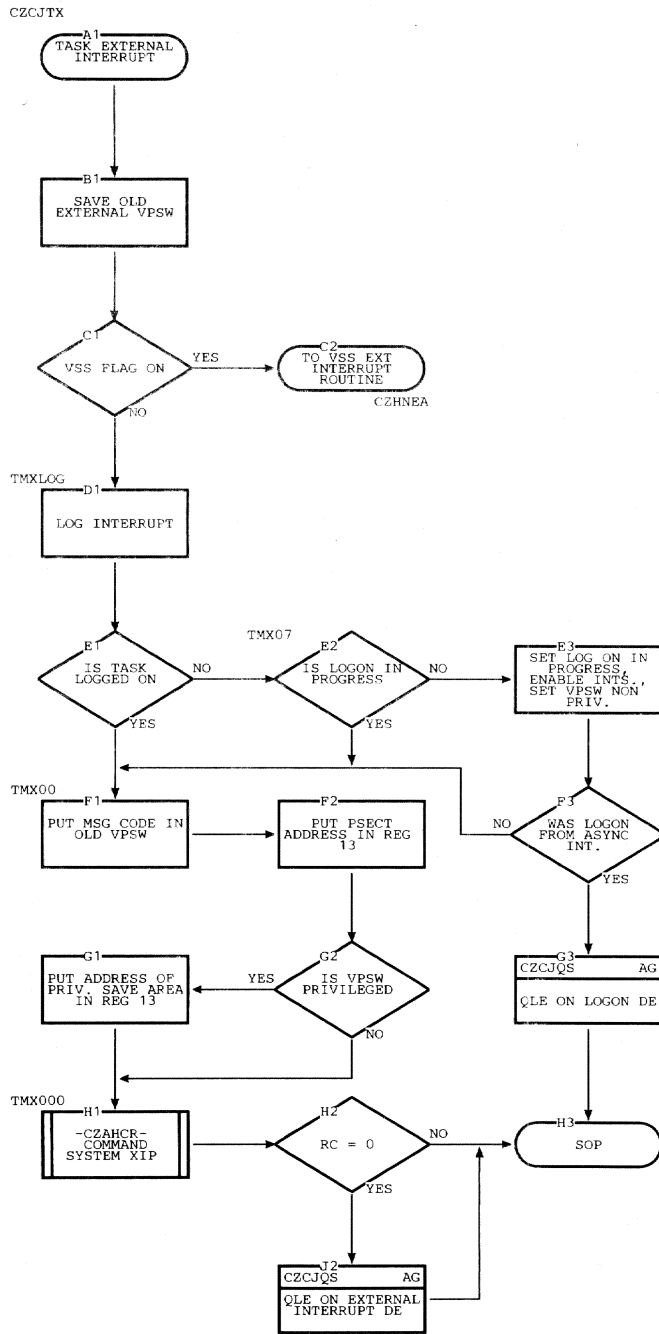 CZCJTX
A1
TASK EXTERNAL
INTERRUPT
B1
SAVE OLD
EXTERNAL VPSW
C1
VSS FLAG ON
YES
NO
C2
TO VSS EXT
INTERRUPT
ROUTINE
CZHNEA
TMXLOG
D1
LOG INTERRUPT
E1
IS TASK
LOGGED ON
NO
YES
TMX07
E2
IS LOGON IN
PROGRESS
NO
YES
E3
SET LOG ON IN
PROGRESS,
ENABLE INTS.,
SET VPSW NON
PRIV.
TMX00
F1
PUT MSG CODE IN
OLD VPSW
F2
PUT PSECT
ADDRESS IN REG
13
F3
NO
WAS LOGON
FROM ASYNC
INT.
YES
G1
PUT ADDRESS OF
PRIV. SAVE AREA
IN REG 13
G2
YES
IS VPSW
PRIVILEGED
NO
G3
CZCJQS AG
QLE ON LOGON DE
TMX000
H1
-CZAHCR-
COMMAND
SYSTEM XIP
H2
RC = 0
NO
YES
H3
SOP
J2
CZCJQS AG
QLE ON EXTERNAL
INTERRUPT DE